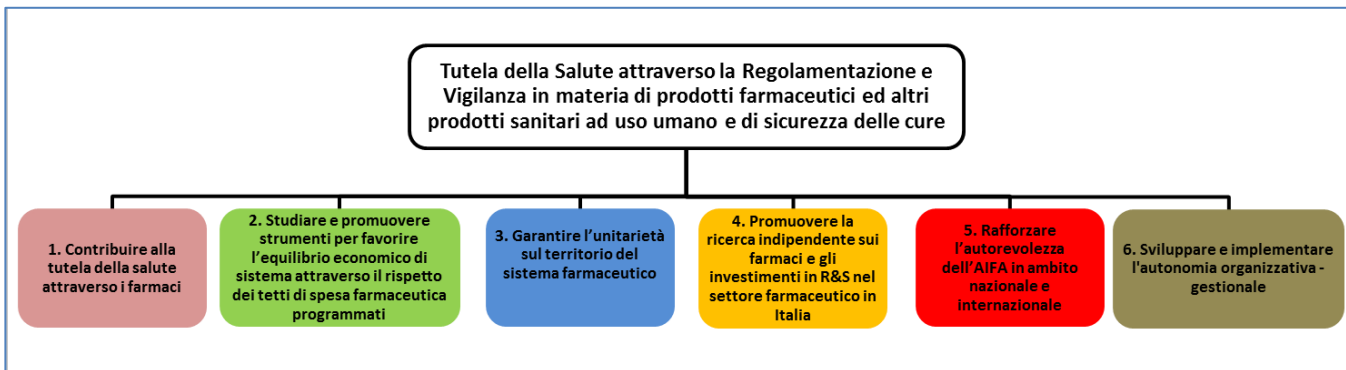 Tutela della Salute attraverso la Regolamentazione e
Vigilanza in materia di prodotti farmaceutici ed altri
prodotti sanitari ad uso umano e di sicurezza delle cure
1. Contribuire alla
tutela della salute
attraverso i farmaci
2. Studiare e promuovere
strumenti per favorire
l’equilibrio economico di
sistema attraverso il rispetto
dei tetti di spesa farmaceutica
programmati
3. Garantire l’unitarietà
sul territorio del
sistema farmaceutico
4. Promuovere la
ricerca indipendente sui
farmaci e gli
investimenti in R&S nel
settore farmaceutico in
Italia
5. Rafforzare
l’autorevolezza
dell’AIFA in ambito
nazionale e
internazionale
6. Sviluppare e implementare
l'autonomia organizzativa -
gestionale